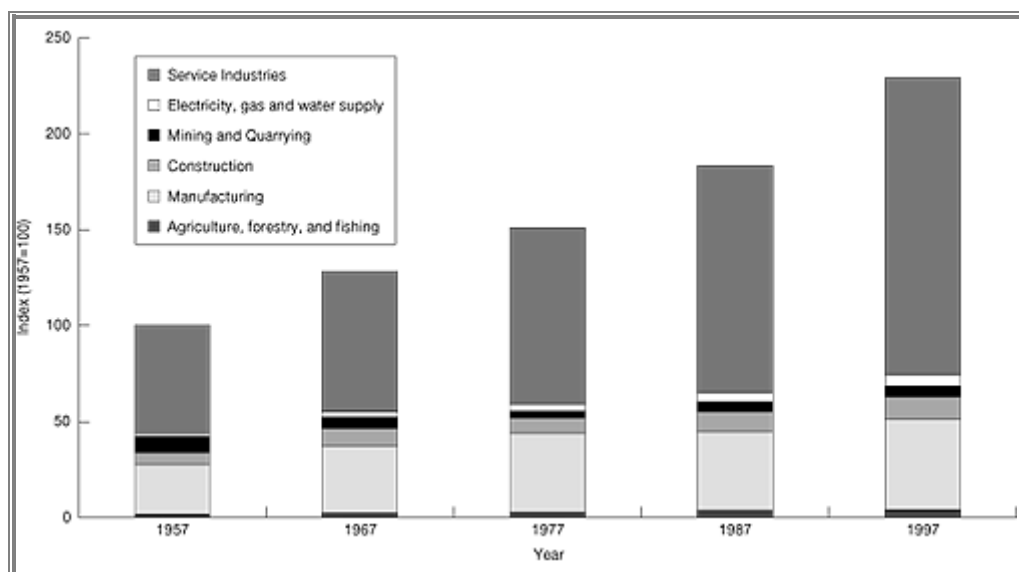 250
200
150
100
50
0
Index (1957=100)
Service Industries
Electricity, gas and water supply
Mining and Quarrying
Construction
Manufacturing
Agriculture, forestry, and fishing
1957 1967 1977 1987 1997
Year